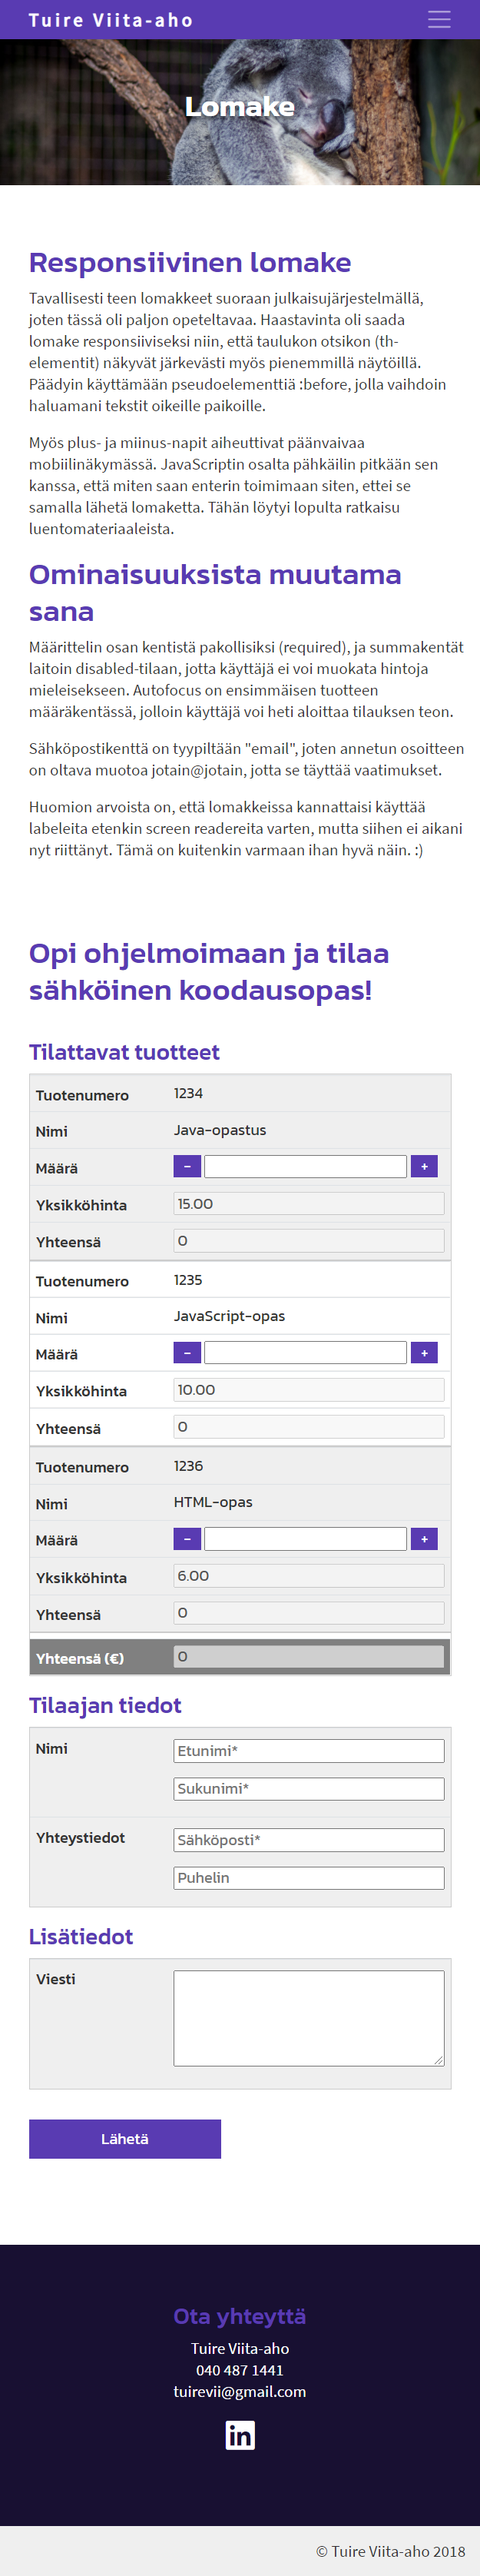 Tuire Viita-aho
Lomake
Responsiivinen lomake
Tavallisesti teen lomakkeet suoraan julkaisujärjestelmällä,
joten tässä oli paljon opeteltavaa. Haastavinta oli saada
lomake responsiiviseksi niin, että taulukon otsikon (th-
elementit) näkyvät järkevästi myös pienemmillä näytöillä.
Päädyin käyttämään pseudoelementtiä :before, jolla vaihdoin
haluamani tekstit oikeille paikoille.
Myös plus- ja miinus-napit aiheuttivat päänvaivaa
mobiilinäkymässä. JavaScriptin osalta pähkäilin pitkään sen
kanssa, että miten saan enterin toimimaan siten, ettei se
samalla lähetä lomaketta. Tähän löytyi lopulta ratkaisu
luentomateriaaleista.
Ominaisuuksista muutama
sana
Määrittelin osan kentistä pakollisiksi (required), ja summakentät
laitoin disabled-tilaan, jotta käyttäjä ei voi muokata hintoja
mieleisekseen. Autofocus on ensimmäisen tuotteen
määräkentässä, jolloin käyttäjä voi heti aloittaa tilauksen teon.
Sähköpostikenttä on tyypiltään "email", joten annetun osoitteen
on oltava muotoa jotain@jotain, jotta se täyttää vaatimukset.
Huomion arvoista on, että lomakkeissa kannattaisi käyttää
labeleita etenkin screen readereita varten, mutta siihen ei aikani
nyt riittänyt. Tämä on kuitenkin varmaan ihan hyvä näin. :)
Opi ohjelmoimaan ja tilaa
sähköinen koodausopas!
Tilattavat tuotteet
Tuotenumero 1234
Nimi Java-opastus
Määrä - +
Yksikköhinta 15.00
Yhteensä 0
Tuotenumero 1235
Nimi JavaScript-opas
Määrä - +
Yksikköhinta 10.00
Yhteensä 0
Tuotenumero 1236
Nimi HTML-opas
Määrä - +
Yksikköhinta 6.00
Yhteensä 0
Yhteensä (€) 0
Tilaajan tiedot
Nimi Etunimi*
Sukunimi*
Yhteystiedot Sähköposti*
Puhelin
Lisätiedot
Viesti
Lähetä
Ota yhteyttä
Tuire Viita-aho
040 487 1441
tuirevii@gmail.com
in
© Tuire Viita-aho 2018